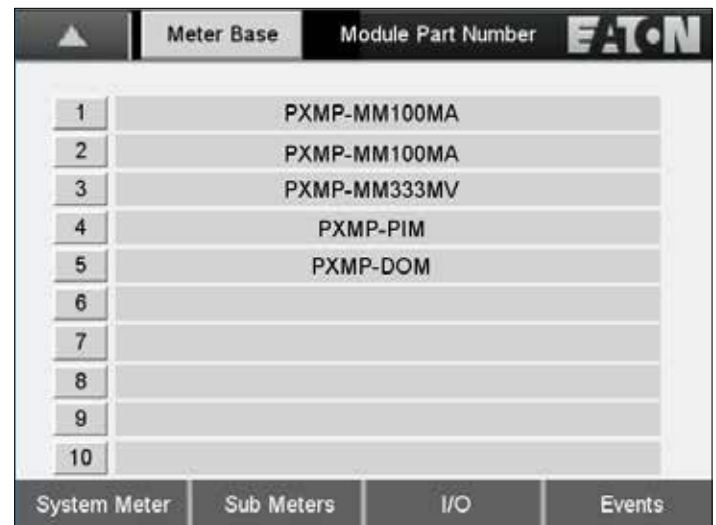 Meter Base Module Part Number EATON
1 PXMP-MM100MA
2 PXMP-MM100MA
3 PXMP-MM333MV
4 PXMP-PIM
5 PXMP-DOM
6
7
8
9
10
System Meter Sub Meters I/O Events